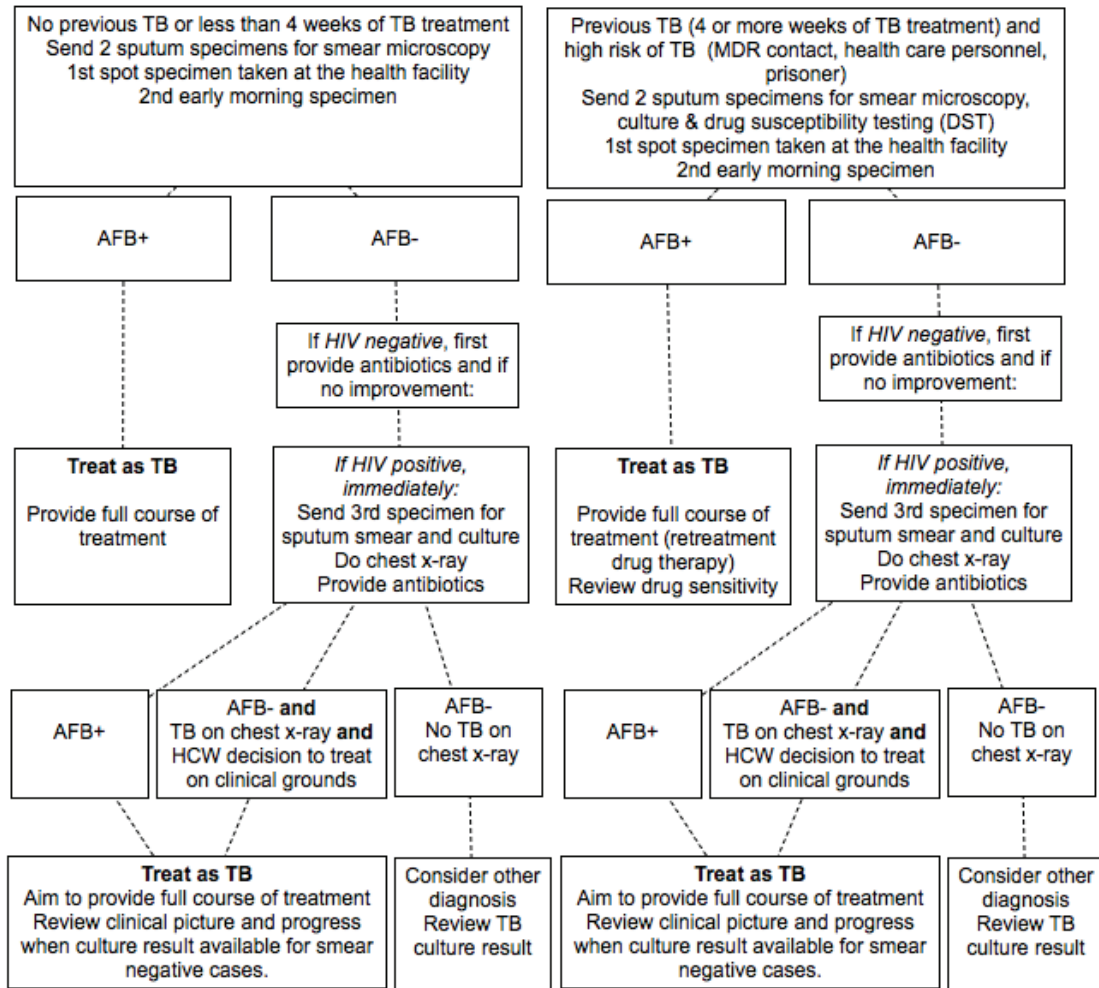 No previous TB or less than 4 weeks of TB treatment
Send 2 sputum specimens for smear microscopy
1st spot specimen taken at the health facility
2nd early morning specimen
Previous TB (4 or more weeks of TB treatment) and
high risk of TB (MDR contact, health care personnel,
prisoner)
Send 2 sputum specimens for smear microscopy,
culture & drug susceptibility testing (DST)
1st spot specimen taken at the health facility
2nd early morning specimen
AFB+
AFB-
AFB+
AFB-
If HIV negative, first
provide antibiotics and if
no improvement:
If HIV negative, first
provide antibiotics and if
no improvement:
Treat as TB
Provide full course of
treatment
If HIV positive,
immediately:
Send 3rd specimen for
sputum smear and culture
Do chest x-ray
Provide antibiotics
Treat as TB
Provide full course of
treatment (retreatment
drug therapy)
Review drug sensitivity
If HIV positive,
immediately:
Send 3rd specimen for
sputum smear and culture
Do chest x-ray
Provide antibiotics
AFB+
AFB- and
TB on chest x-ray and
HCW decision to treat
on clinical grounds
AFB-
No TB on
chest x-ray
AFB+
AFB- and
TB on chest x-ray and
HCW decision to treat
on clinical grounds
AFB-
No TB on
chest x-ray
Treat as TB
Aim to provide full course of treatment
Review clinical picture and progress
when culture result available for smear
negative cases.
Consider other
diagnosis
Review TB
culture result
Treat as TB
Aim to provide full course of treatment
Review clinical picture and progress
when culture result available for smear
negative cases.
Consider other
diagnosis
Review TB
culture result